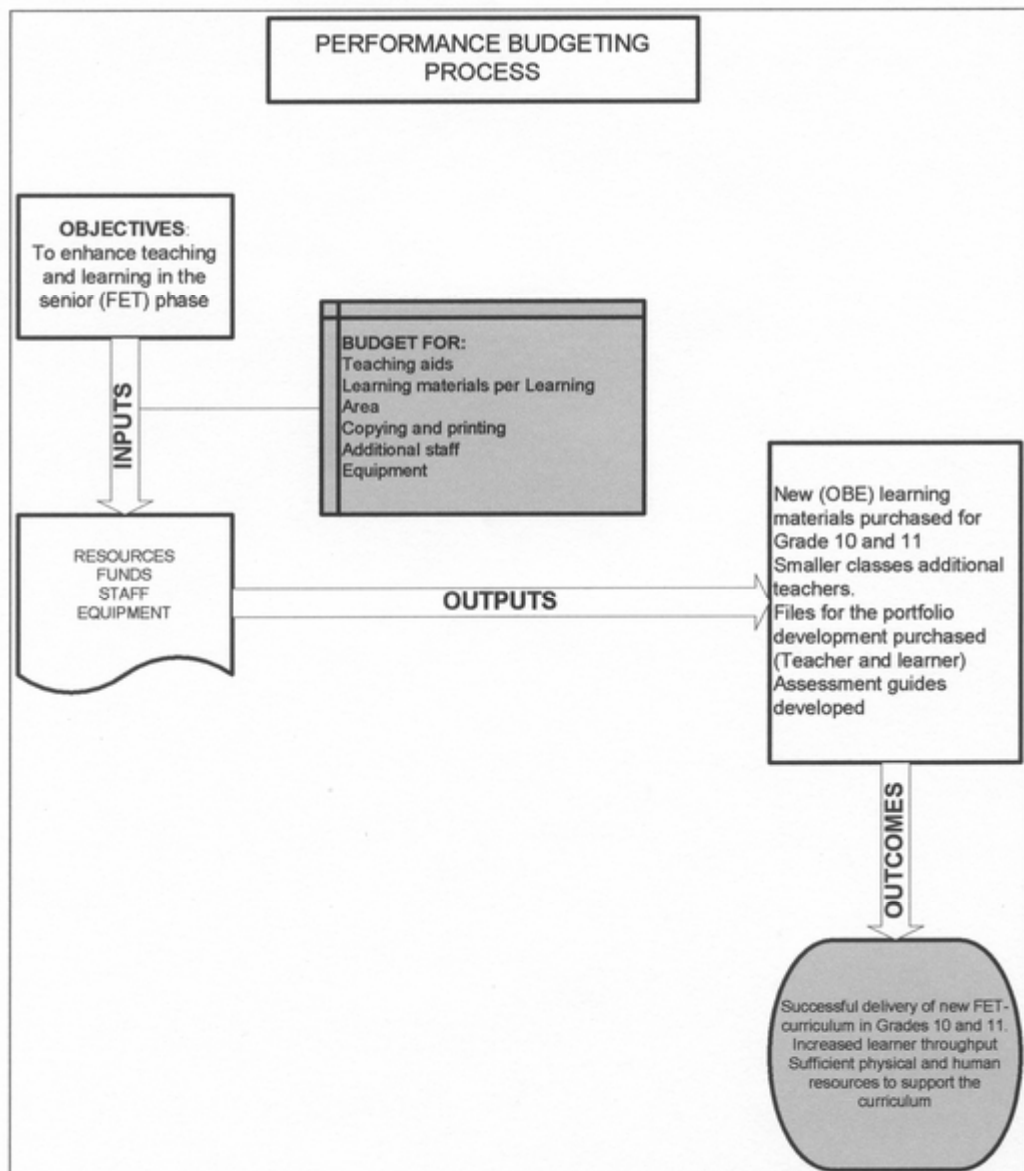 PERFORMANCE BUDGETING
PROCESS
OBJECTIVES:
To enhance teaching
and learning in the
senior (FET) phase
INPUTS
BUDGET FOR:
Teaching aids
Learning materials per Learning
Area
Copying and printing
Additional staff
Equipment
RESOURCES
FUNDS
STAFF
EQUIPMENT
OUTPUTS
New (OBE) learning
materials purchased for
Grade 10 and 11
Smaller classes additional
teachers.
Files for the portfolio
development purchased
(Teacher and learner)
Assessment guides
developed
OUTCOMES
Successful delivery of new FET-
curriculum in Grades 10 and 11.
Increased learner throughput
Sufficient physical and human
resources to support the
curriculum